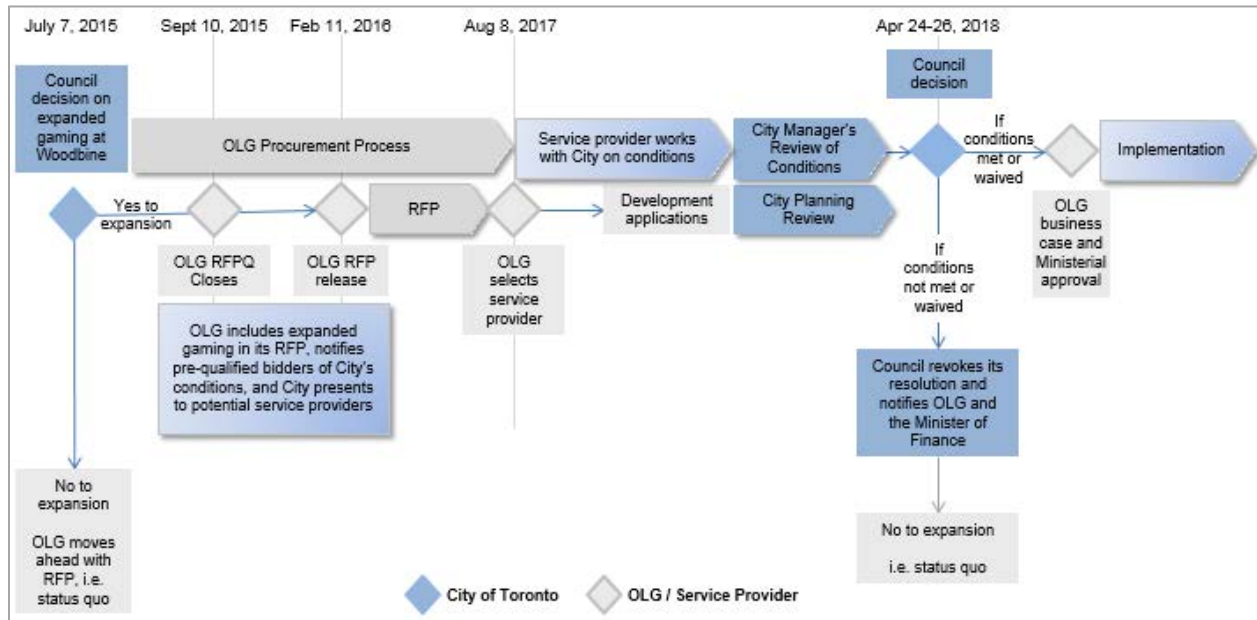 July 7, 2015
Sept 10, 2015
Feb 11, 2016
Aug 8, 2017
Apr 24-26, 2018
Council
decision on
expanded
gaming at
Woodbine
OLG Procurement Process
Service provider works
with City on conditions
City Manager's
Review of
Conditions
Council
decision
If
conditions
met or
waived
Implementation
Yes to
expansion
RFP
Development
applications
City Planning
Review
OLG RFPQ
Closes
OLG RFP
release
OLG
selects
service
provider
If
conditions
not met or
waived
OLG
business
case and
Ministerial
approval
OLG includes expanded
gaming in its RFP, notifies
pre-qualified bidders of City's
conditions, and City presents
to potential service providers
Council revokes its
resolution and
notifies OLG and
the Minister of
Finance
No to
expansion
OLG moves
ahead with
RFP, i.e.
status quo
No to expansion
i.e. status quo
City of Toronto
OLG / Service Provider